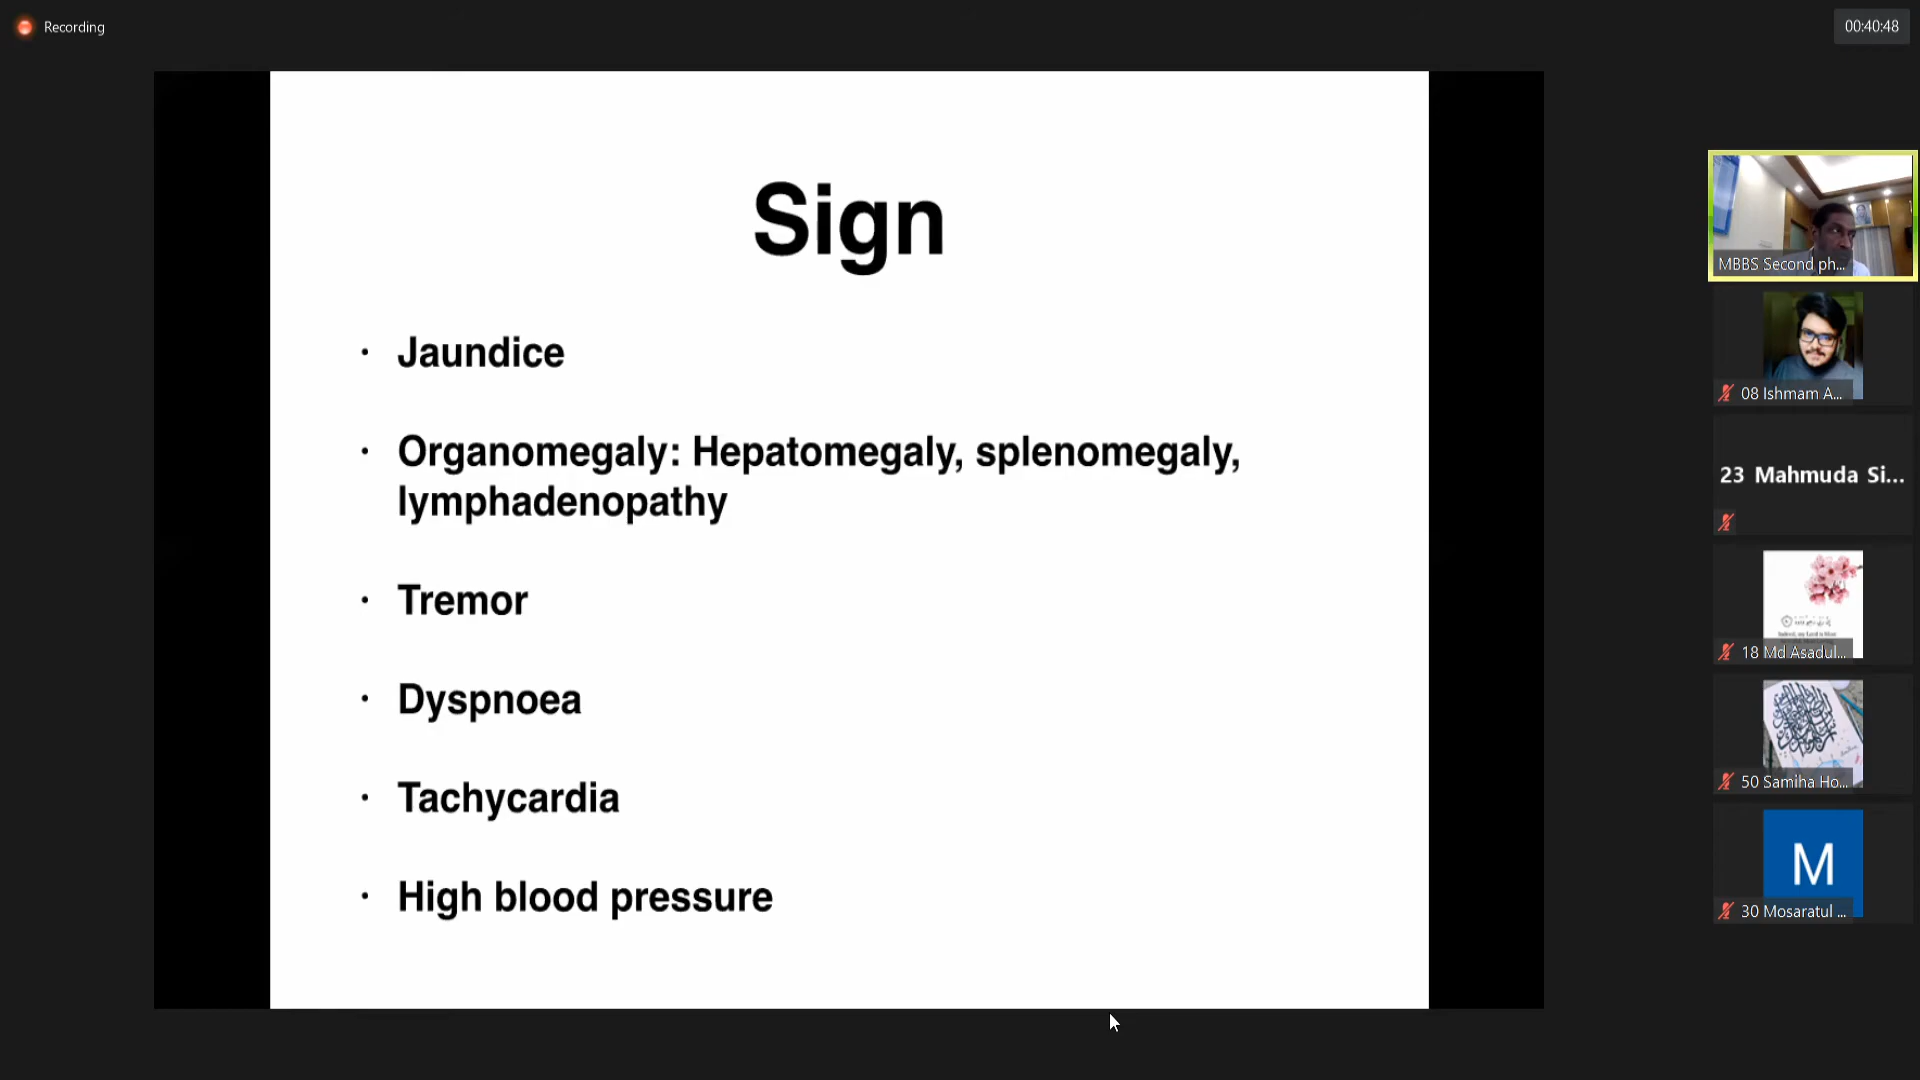 Recording
00:40:48
Sign
• Jaundice
• Organomegaly: Hepatomegaly, splenomegaly,
lymphadenopathy
• Tremor
• Dyspnoea
• Tachycardia
• High blood pressure
MBBS Second ph...
08 Ishmam A...
23 Mahmuda Si...
18 Md Asadul...
50 Samiha Ho...
M
30 Mosaratul ...